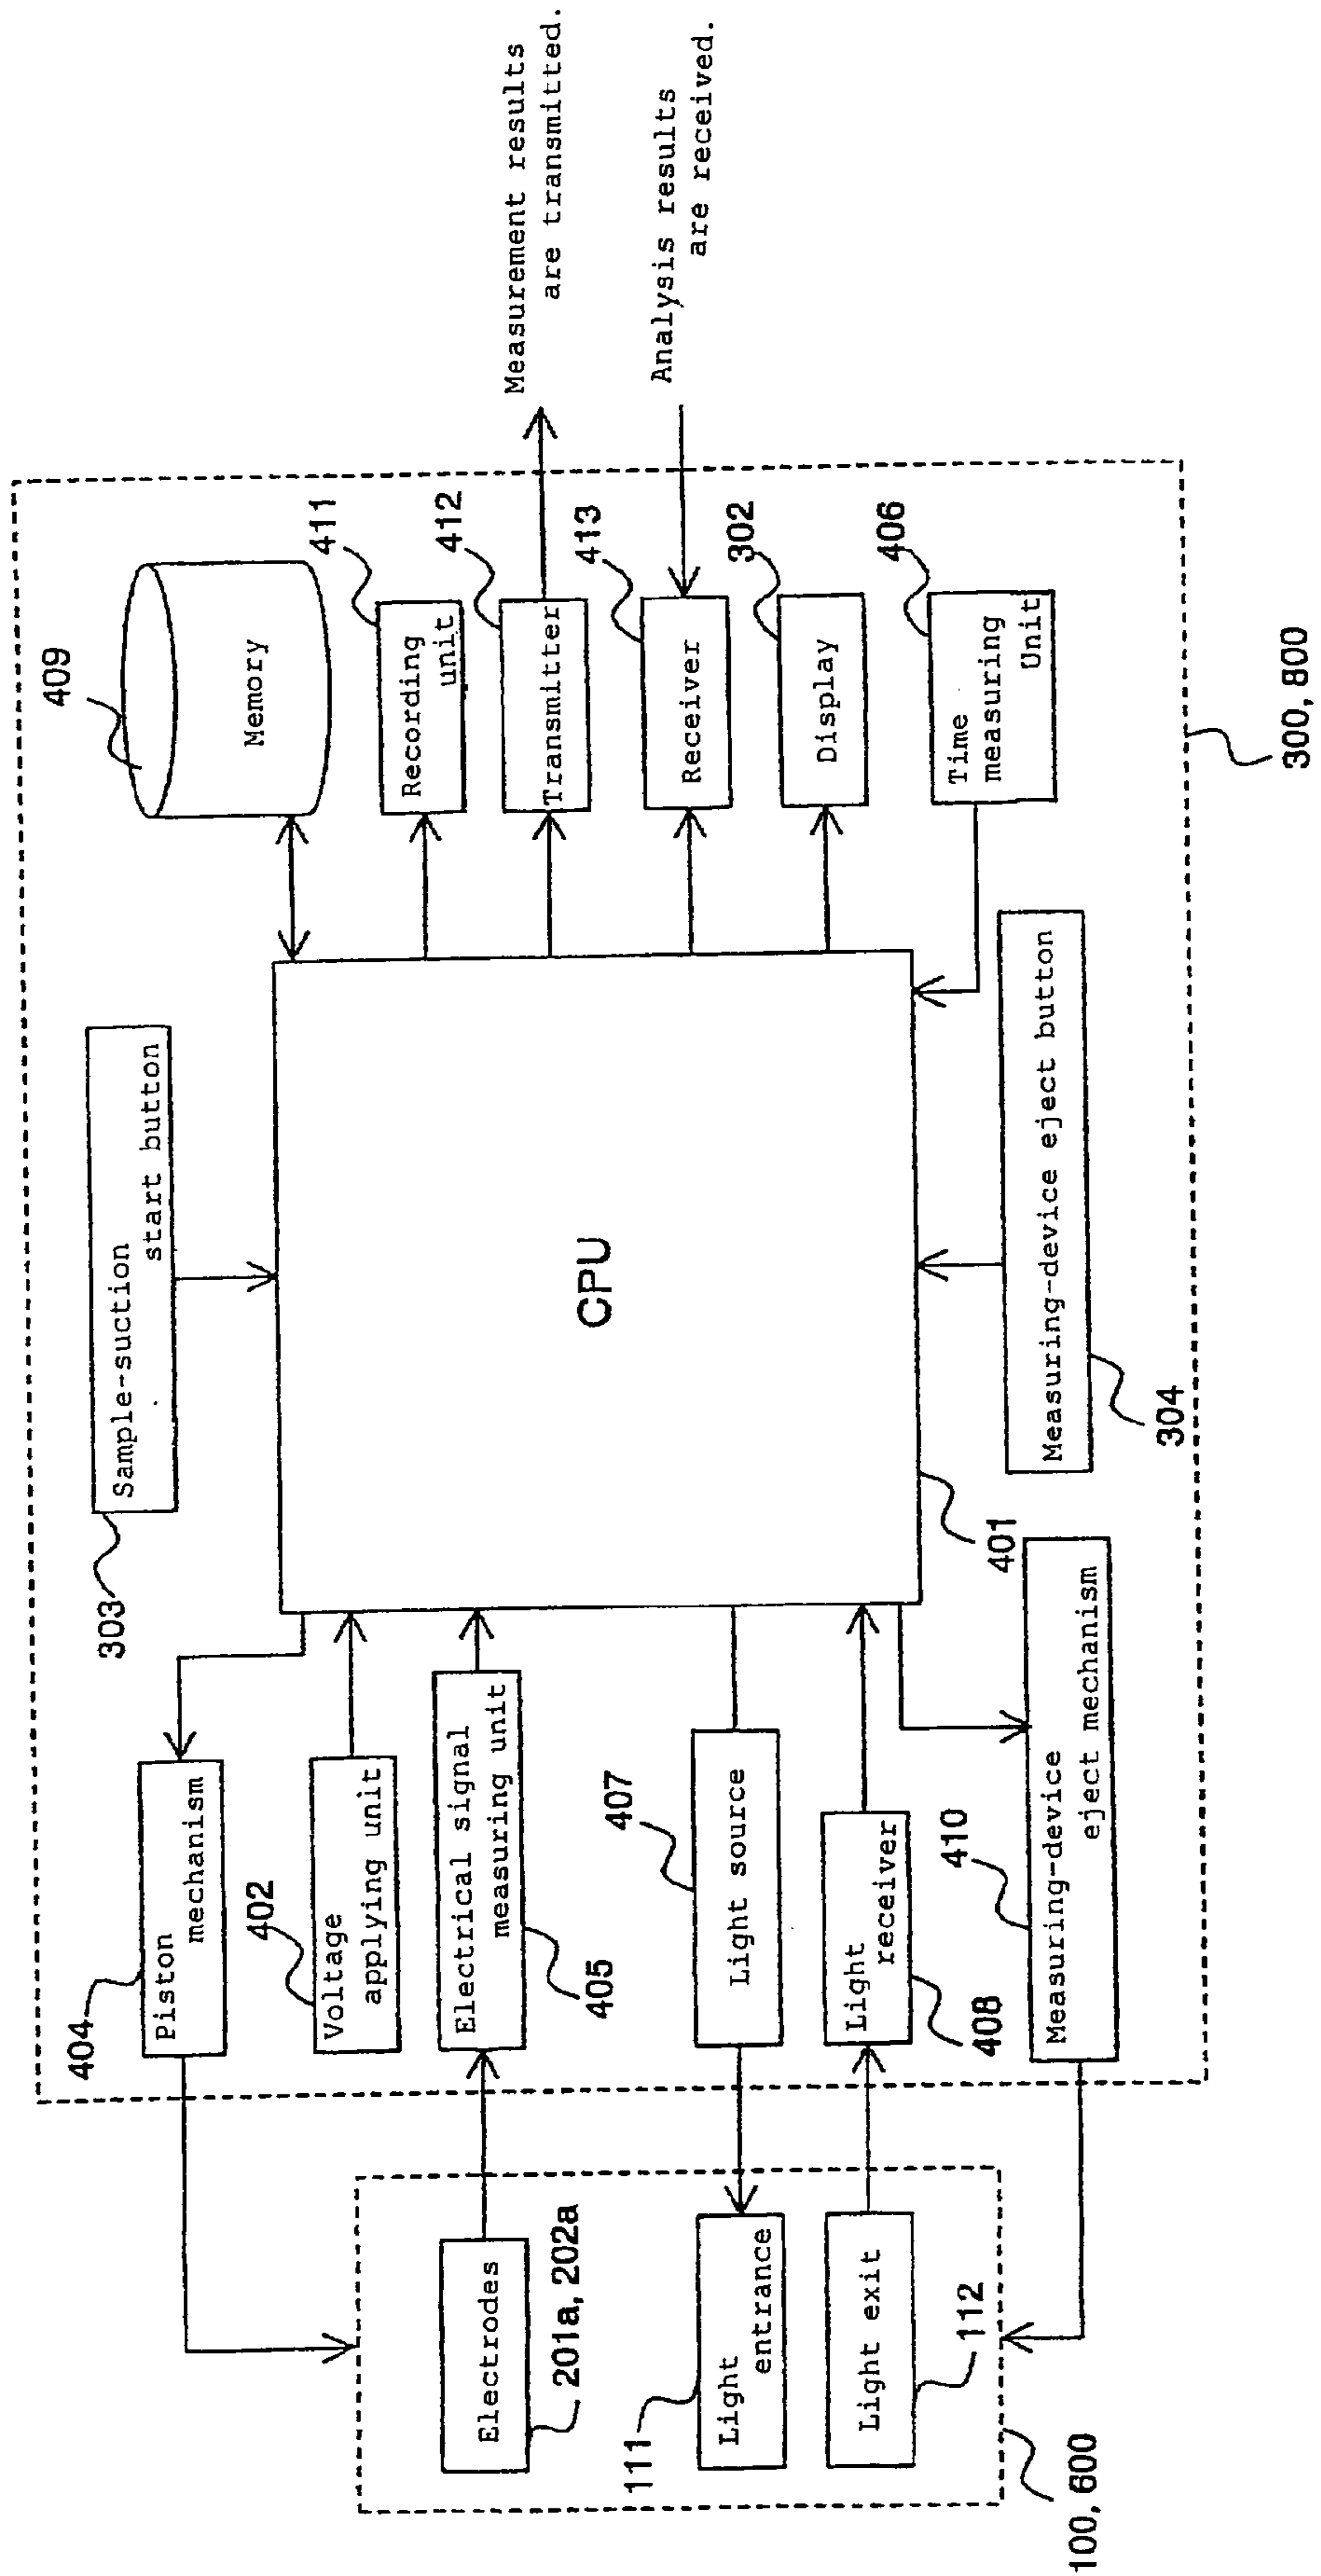 303
Sample-suction
start button
409
Memory
404
Piston
mechanism
411
Recording
unit
Measurement results
are transmitted.
402
Voltage
applying unit
412
Transmitter
Electrical signal
measuring unit
405
CPU
413
Receiver
Analysis results
are received.
Electrodes
201a, 202a
407
Light source
302
Display
111
Light
entrance
Light
receiver
408
401
406
Time
measuring
Unit
Light exit
112
410
Measuring-device
eject mechanism
Measuring-device eject button
304
100, 600
300, 800